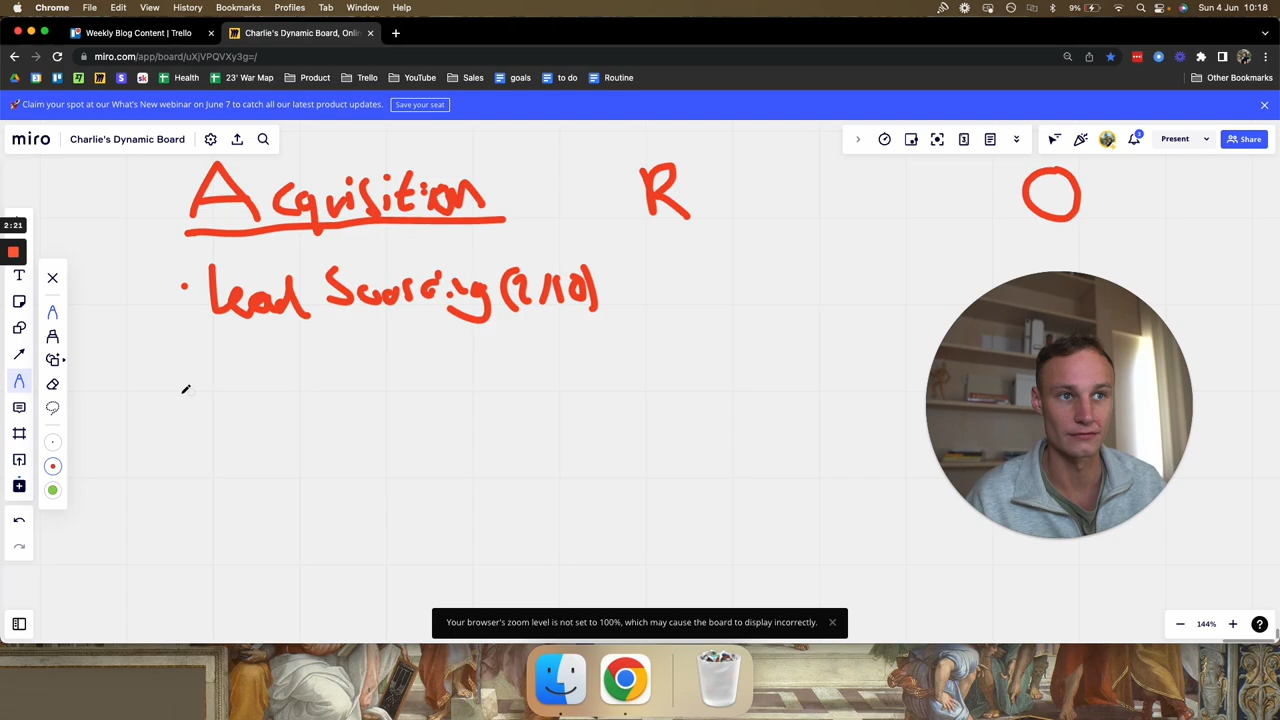 Chrome File Edit View History Bookmarks Profiles Tab Window Help 9% Sun 4 Jun 10:18
Weekly Blog Content | Trello Charlie's Dynamic Board, Onlin
miro.com/app/board/uXjVPQVXy3g=/
Health 23' War Map Product Trello YouTube Sales goals to do Routine Other Bookmarks
🚀 Claim your spot at our What's New webinar on June 7 to catch all our latest product updates. Save your seat
miro Charlie's Dynamic Board Present Share
Acquisition R O
2:21
• Lead Scoring (?/10)
Your browser's zoom level is not set to 100%, which may cause the board to display incorrectly.
144%